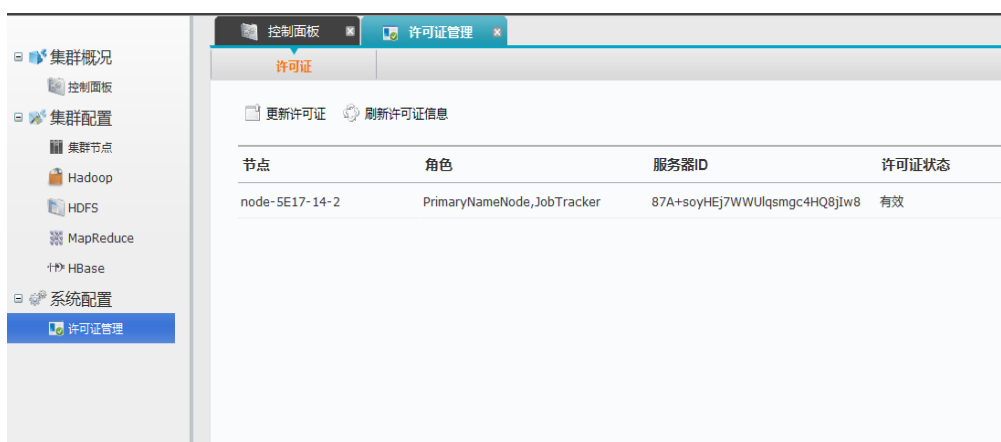 控制面板
许可证管理
集群概况
控制面板
集群配置
集群节点
Hadoop
HDFS
MapReduce
HBase
系统配置
许可证管理
许可证
更新许可证 刷新许可证信息
节点 角色 服务器ID 许可证状态
node-5E17-14-2 PrimaryNameNode,JobTracker 87A+soyHEj7WWUlqsmgc4HQ8jIw8 有效